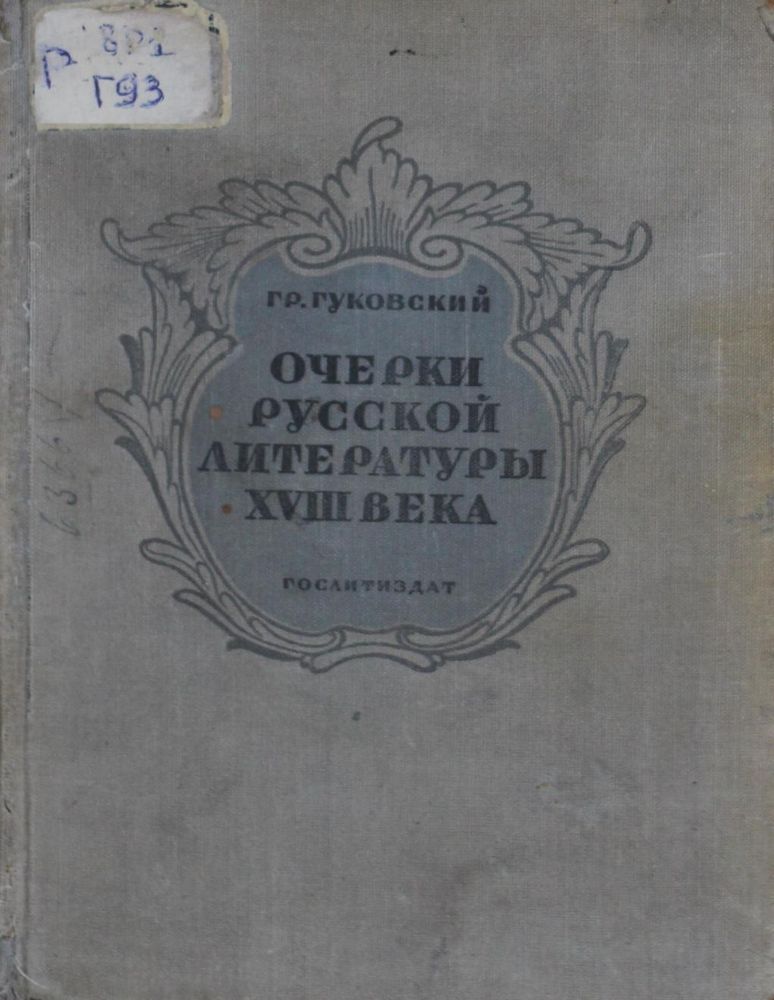 Р 8Р1
Г93
ГР. ГУКОВСКИЙ
ОЧЕРКИ
РУССКОЙ
ЛИТЕРАТУРЫ
XVIII ВЕКА
ГОСЛИТИЗДАТ